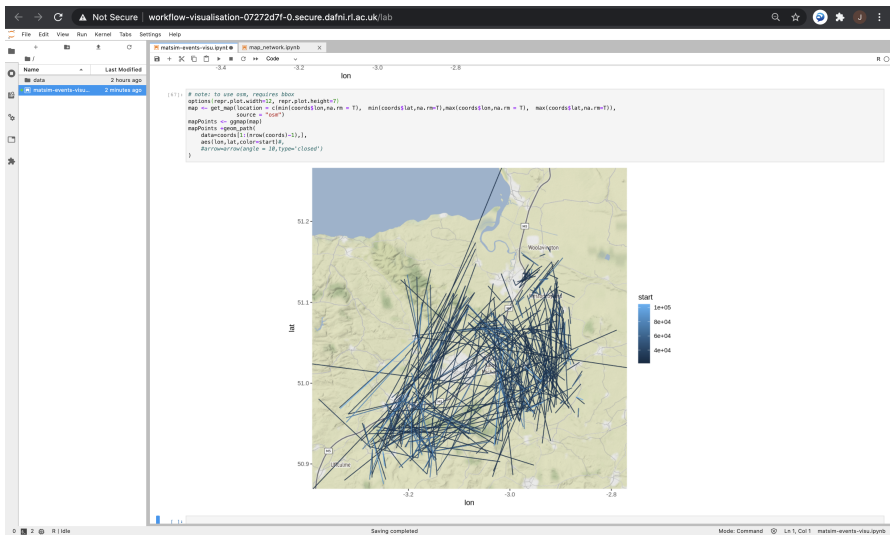 Not Secure | workflow-visualisation-07272d7f-0.secure.dafni.rl.ac.uk/lab
J
File Edit View Run Kernel Tabs Settings Help
matsim-events-visu.ipynb
map_network.ipynb
Code
R
/
Name Last Modified
data 2 hours ago
matsim-events-visu... 2 minutes ago
-3.4 -3.2 -3.0 -2.8
lon
# note: to use osm, requires bbox
options(repr.plot.width=12, repr.plot.height=7)
map <- get_map(location = c(min(coords$lon,na.rm = T), min(coords$lat,na.rm=T),max(coords$lon,na.rm = T), max(coords$lat,na.rm=T)),
source = "osm")
mapPoints <- ggmap(map)
mapPoints +geom_path(
data=coords[1:(nrow(coords)-1),],
aes(lon,lat,color=start)#,
#arrow=arrow(angle = 10,type='closed')
)
51.2
51.1
51.0
50.9
lat
Woolavington
-3.2 -3.0 -2.8
lon
start
1e+05
8e+04
6e+04
4e+04
[ ]:
0 2 R | Idle
Saving completed
Mode: Command Ln 1, Col 1 matsim-events-visu.ipynb